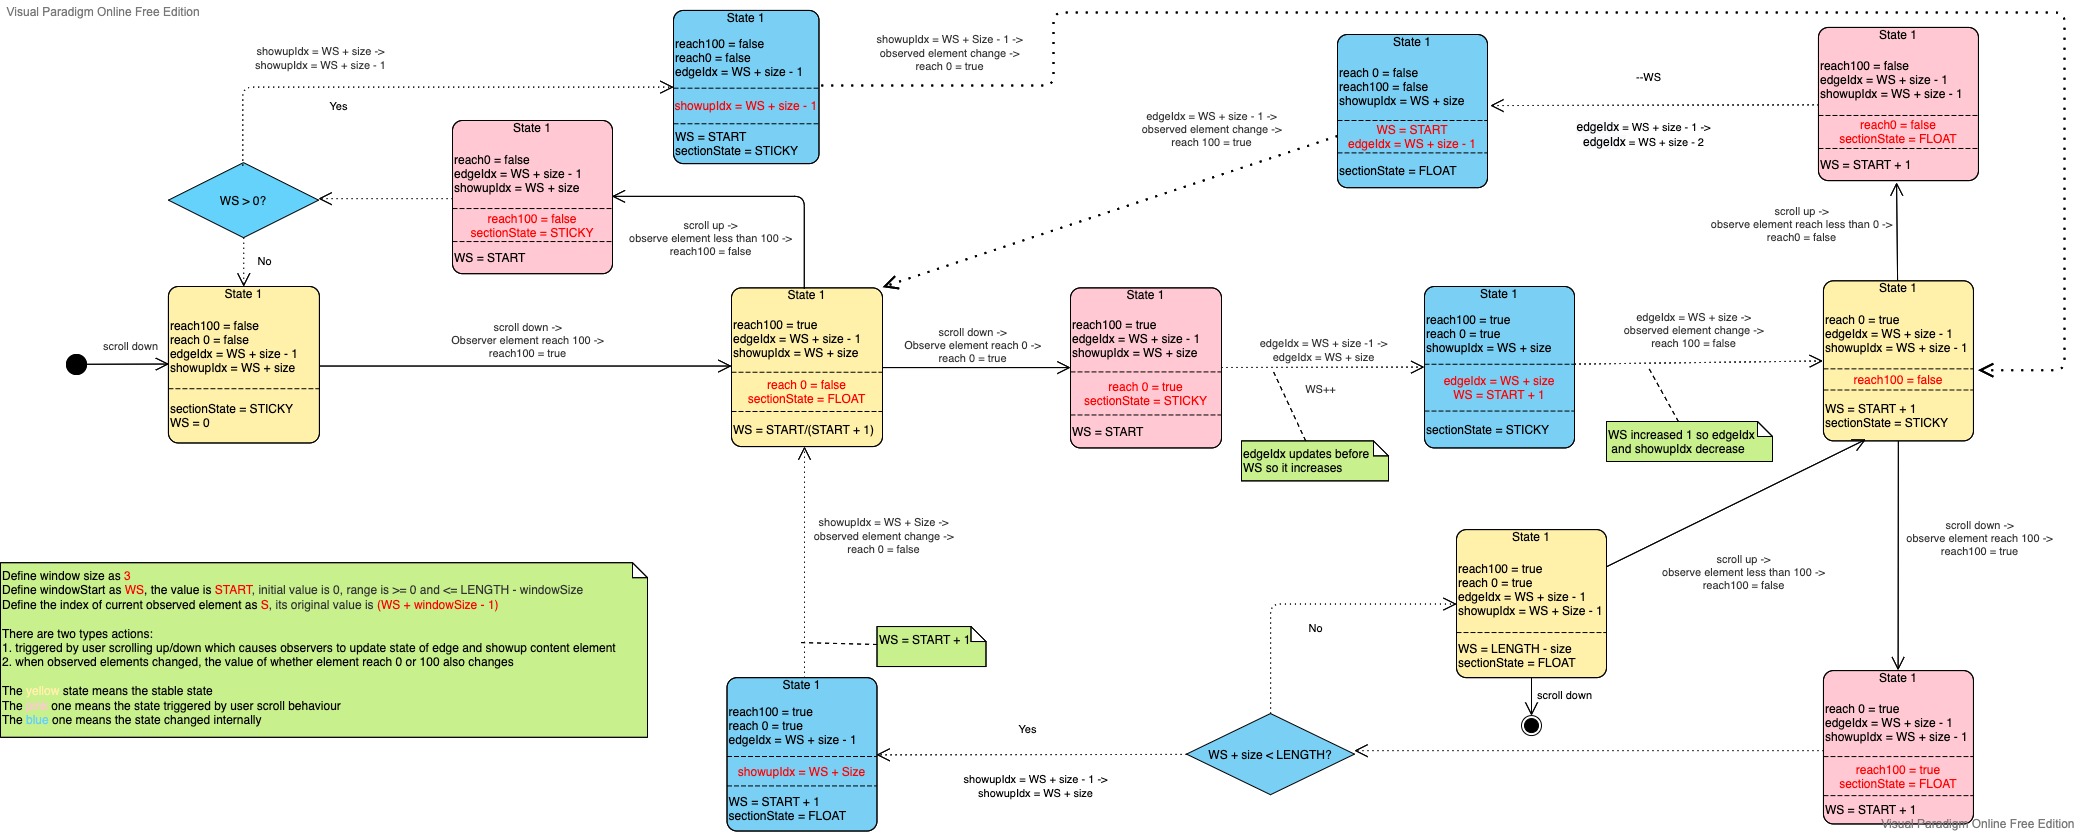 Visual Paradigm Online Free Edition
State 1
reach100 = false
reach0 = false
edgeIdx = WS + size - 1
showupIdx = WS + size - 1
WS = START
sectionState = STICKY
showupIdx = WS + size ->
showupIdx = WS + size - 1
Yes
showupIdx = WS + Size - 1 ->
observed element change ->
reach 0 = true
State 1
reach 0 = false
reach100 = false
showupIdx = WS + size
WS = START
edgeIdx = WS + size - 1
sectionState = FLOAT
--WS
edgeIdx = WS + size - 1 ->
edgeIdx = WS + size - 2
State 1
reach100 = false
edgeIdx = WS + size - 1
showupIdx = WS + size - 1
reach0 = false
sectionState = FLOAT
WS = START + 1
State 1
reach0 = false
edgeIdx = WS + size - 1
showupIdx = WS + size
reach100 = false
sectionState = STICKY
WS = START
WS > 0?
No
scroll up ->
observe element less than 100 ->
reach100 = false
edgeIdx = WS + size - 1 ->
observed element change ->
reach 100 = true
scroll up ->
observe element reach less than 0 ->
reach0 = false
scroll down
State 1
reach100 = false
reach 0 = false
edgeIdx = WS + size - 1
showupIdx = WS + size
sectionState = STICKY
WS = 0
scroll down ->
Observer element reach 100 ->
reach100 = true
State 1
reach100 = true
edgeIdx = WS + size - 1
showupIdx = WS + size
reach 0 = false
sectionState = FLOAT
WS = START/(START + 1)
scroll down ->
Observe element reach 0 ->
reach 0 = true
State 1
reach100 = true
edgeIdx = WS + size - 1
showupIdx = WS + size
reach 0 = true
sectionState = STICKY
WS = START
edgeIdx = WS + size -1 ->
edgeIdx = WS + size
WS++
edgeIdx updates before
WS so it increases
State 1
reach100 = true
reach 0 = true
showupIdx = WS + size
edgeIdx = WS + size
WS = START + 1
sectionState = STICKY
edgeIdx = WS + size ->
observed element change ->
reach 100 = false
WS increased 1 so edgeIdx
and showupIdx decrease
State 1
reach 0 = true
edgeIdx = WS + size - 1
showupIdx = WS + size - 1
reach100 = false
WS = START + 1
sectionState = STICKY
showupIdx = WS + Size ->
observed element change ->
reach 0 = false
State 1
reach100 = true
reach 0 = true
edgeIdx = WS + size - 1
showupIdx = WS + Size - 1
WS = LENGTH - size
sectionState = FLOAT
scroll down
scroll up ->
observe element less than 100 ->
reach100 = false
scroll down ->
observe element reach 100 ->
reach100 = true
Define window size as 3
Define windowStart as WS, the value is START, initial value is 0, range is >= 0 and <= LENGTH - windowSize
Define the index of current observed element as S, its original value is (WS + windowSize - 1)
There are two types actions:
1. triggered by user scrolling up/down which causes observers to update state of edge and showup content element
2. when observed elements changed, the value of whether element reach 0 or 100 also changes
The yellow state means the stable state
The pink one means the state triggered by user scroll behaviour
The blue one means the state changed internally
WS = START + 1
State 1
reach100 = true
reach 0 = true
edgeIdx = WS + size - 1
showupIdx = WS + Size
WS = START + 1
sectionState = FLOAT
Yes
showupIdx = WS + size - 1 ->
showupIdx = WS + size
WS + size < LENGTH?
No
State 1
reach 0 = true
edgeIdx = WS + size - 1
showupIdx = WS + size - 1
reach100 = true
sectionState = FLOAT
WS = START + 1
Visual Paradigm Online Free Edition